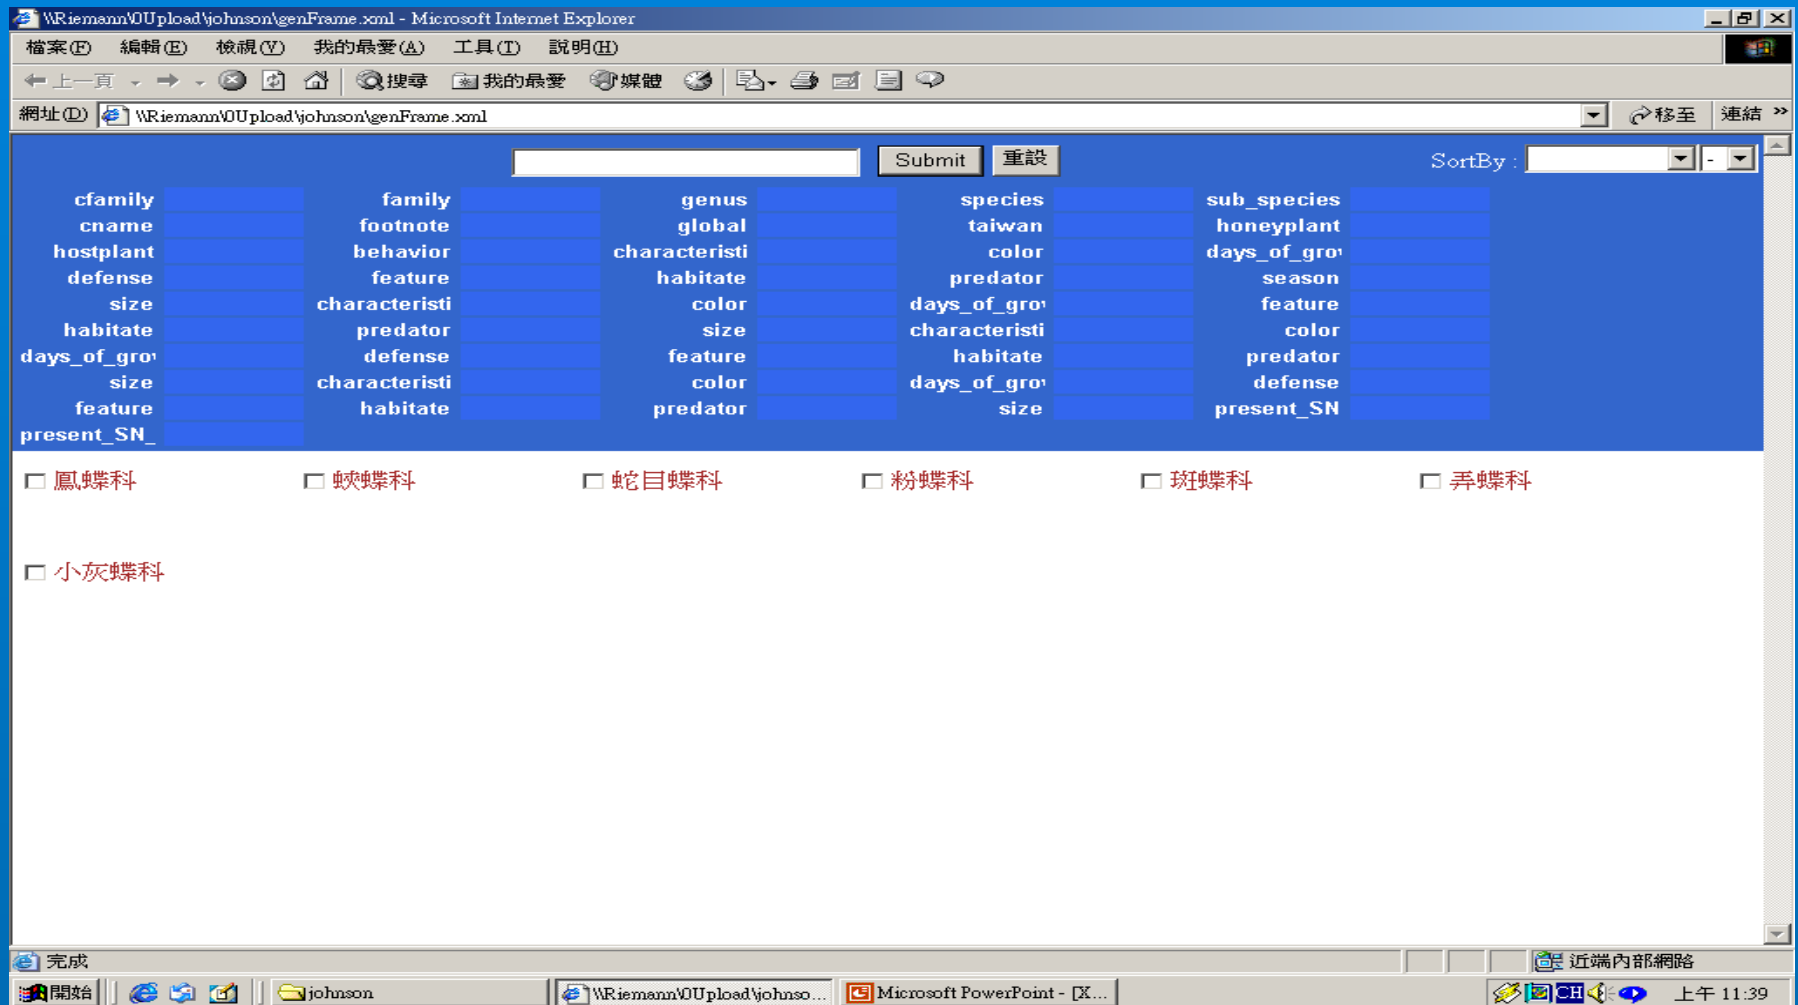 \\Riemann\0Upload\johnson\genFrame.xml - Microsoft Internet Explorer
檔案(F) 編輯(E) 檢視(V) 我的最愛(A) 工具(T) 說明(H)
上一頁 搜尋 我的最愛 媒體
網址(D) \\Riemann\0Upload\johnson\genFrame.xml 移至 連結 »
Submit 重設 SortBy : -
cfamily family genus species sub_species
cname footnote global taiwan honeyplant
hostplant behavior characteristi color days_of_gro
defense feature habitate predator season
size characteristi color days_of_gro feature
habitate predator size characteristi color
days_of_gro defense feature habitate predator
size characteristi color days_of_gro defense
feature habitate predator size present_SN
present_SN_
鳳蝶科 蛺蝶科 蛇目蝶科 粉蝶科 斑蝶科 弄蝶科
小灰蝶科
完成 近端內部網路
開始 johnson \\Riemann\0Upload\johnso... Microsoft PowerPoint - [X... CH 上午 11:39